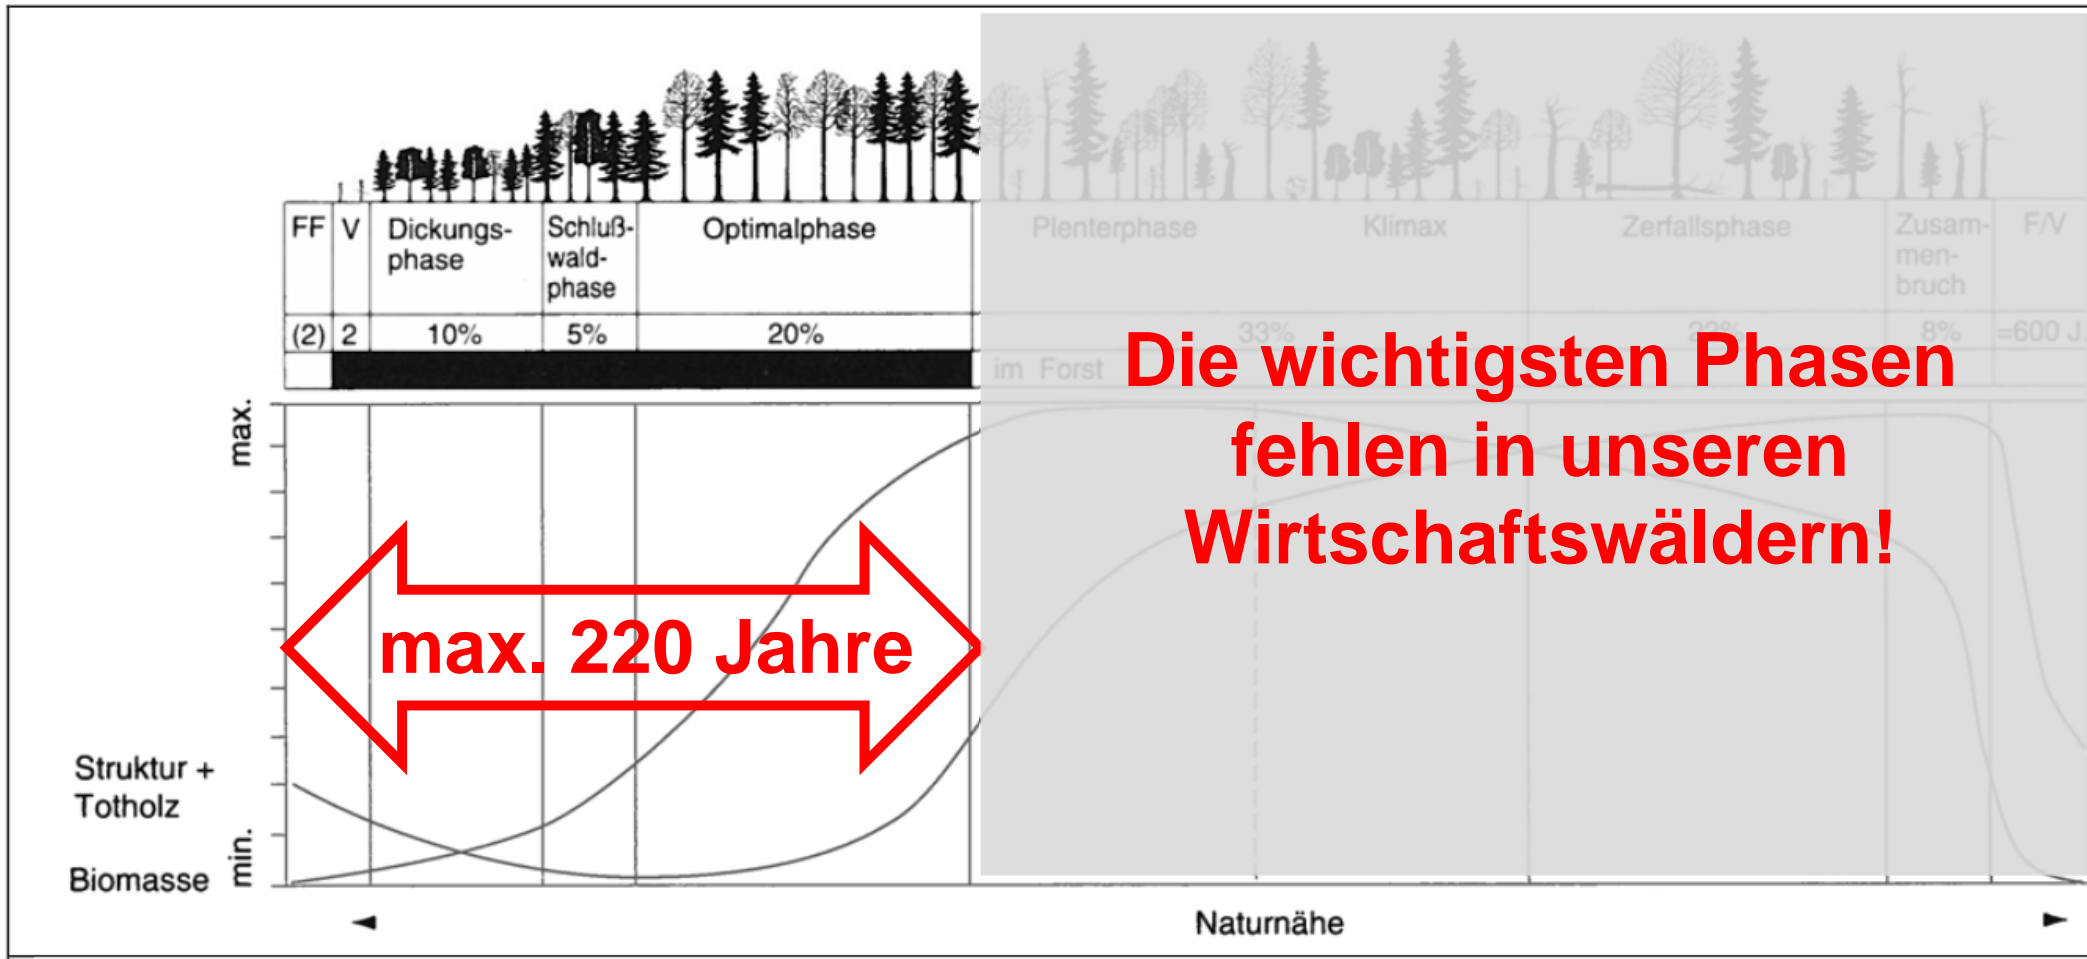 FF V Dickungs- Schluß- Optimalphase Plenterphase Klimax Zerfallsphase Zusam- F/V
phase wald- men-
phase bruch
(2) 2 10% 5% 20% 33% 22% 8% =600 J.
im Forst
Die wichtigsten Phasen
fehlen in unseren
Wirtschaftswäldern!
max.
max. 220 Jahre
Struktur +
Totholz
min.
Biomasse
Naturnähe